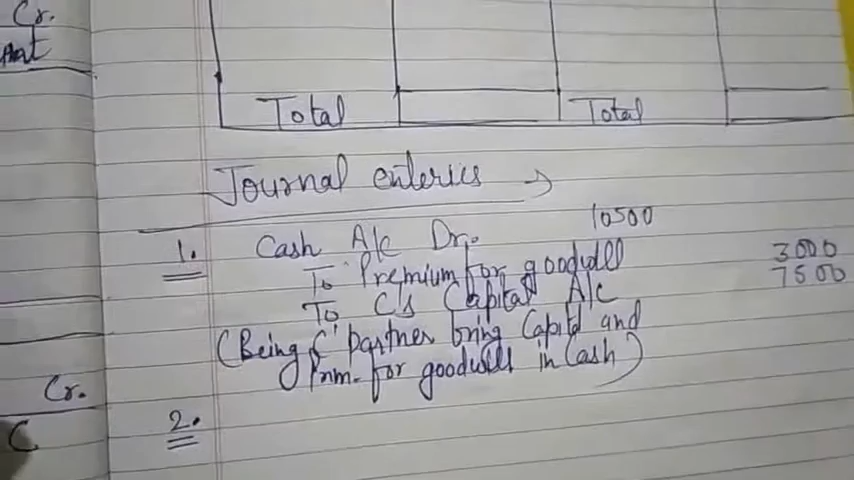 Cr.
Amt
Total Total
Journal enteries →
1. Cash A/c Dr. 10500
To Premium for goodwill 3000
To C's Capital A/c 7500
(Being C' partner bring Capital and
Prm. for goodwill in Cash)
Cr.
C
2.